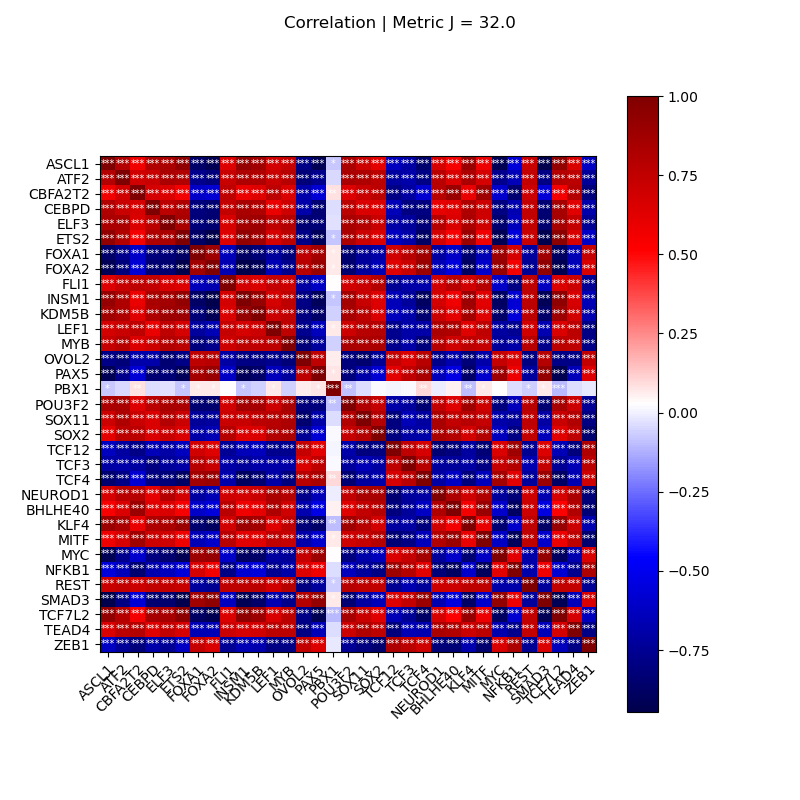 Correlation | Metric J = 32.0
ASCL1
ATF2
CBFA2T2
CEBPD
ELF3
ETS2
FOXA1
FOXA2
FLI1
INSM1
KDM5B
LEF1
MYB
OVOL2
PAX5
PBX1
POU3F2
SOX11
SOX2
TCF12
TCF3
TCF4
NEUROD1
BHLHE40
KLF4
MITF
MYC
NFKB1
REST
SMAD3
TCF7L2
TEAD4
ZEB1
ASCL1
ATF2
CBFA2T2
CEBPD
ELF3
ETS2
FOXA1
FOXA2
FLI1
INSM1
KDM5B
LEF1
MYB
OVOL2
PAX5
PBX1
POU3F2
SOX11
SOX2
TCF12
TCF3
TCF4
NEUROD1
BHLHE40
KLF4
MITF
MYC
NFKB1
REST
SMAD3
TCF7L2
TEAD4
ZEB1
1.00
0.75
0.50
0.25
0.00
−0.25
−0.50
−0.75